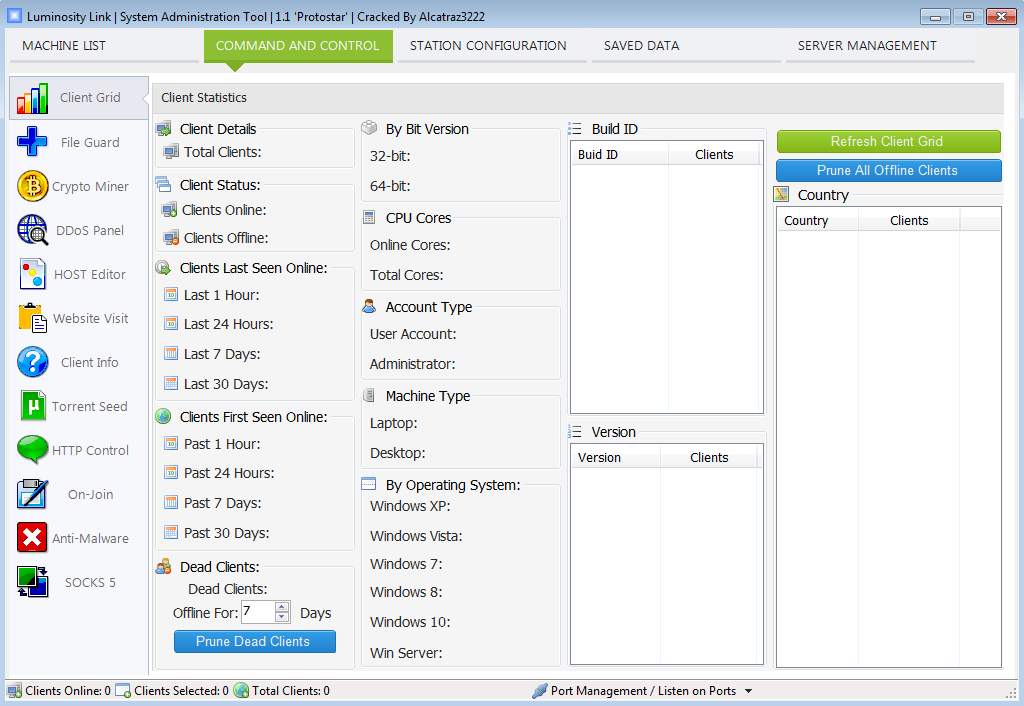 Luminosity Link | System Administration Tool | 1.1 'Protostar' | Cracked By Alcatraz3222
MACHINE LIST
COMMAND AND CONTROL
STATION CONFIGURATION
SAVED DATA
SERVER MANAGEMENT
Client Grid
File Guard
Crypto Miner
DDoS Panel
HOST Editor
Website Visit
Client Info
Torrent Seed
HTTP Control
On-Join
Anti-Malware
SOCKS 5
Client Statistics
Client Details
Total Clients:
Client Status:
Clients Online:
Clients Offline:
Clients Last Seen Online:
Last 1 Hour:
Last 24 Hours:
Last 7 Days:
Last 30 Days:
Clients First Seen Online:
Past 1 Hour:
Past 24 Hours:
Past 7 Days:
Past 30 Days:
Dead Clients:
Dead Clients:
Offline For: 7 Days
Prune Dead Clients
By Bit Version
32-bit:
64-bit:
CPU Cores
Online Cores:
Total Cores:
Account Type
User Account:
Administrator:
Machine Type
Laptop:
Desktop:
By Operating System:
Windows XP:
Windows Vista:
Windows 7:
Windows 8:
Windows 10:
Win Server:
Build ID
Buid ID Clients
Version
Version Clients
Refresh Client Grid
Prune All Offline Clients
Country
Country Clients
Clients Online: 0 Clients Selected: 0 Total Clients: 0
Port Management / Listen on Ports